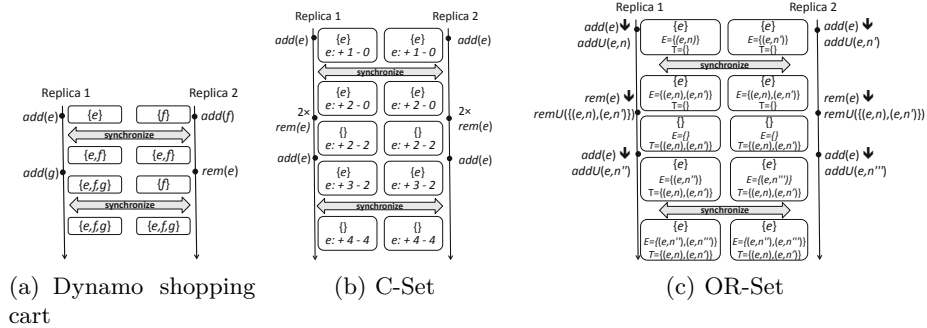 Replica 1
Replica 2
add(e)
{e}
{f}
add(f)
synchronize
{e,f}
{e,f}
add(g)
{e,f,g}
{f}
rem(e)
synchronize
{e,f,g}
{e,f,g}
(a) Dynamo shopping
cart
Replica 1
Replica 2
add(e)
{e}
e: + 1 - 0
{e}
e: + 1 - 0
add(e)
synchronize
{e}
e: + 2 - 0
{e}
e: + 2 - 0
2×
rem(e)
2×
rem(e)
{}
e: + 2 - 2
{}
e: + 2 - 2
add(e)
add(e)
{e}
e: + 3 - 2
{e}
e: + 3 - 2
synchronize
{}
e: + 4 - 4
{}
e: + 4 - 4
(b) C-Set
Replica 1
Replica 2
add(e)
addU(e,n)
{e}
E={(e,n)}
T={}
{e}
E={(e,n')}
T={}
add(e)
addU(e,n')
synchronize
rem(e)
remU({(e,n),(e,n')})
{e}
E={(e,n),(e,n')}
T={}
{e}
E={(e,n),(e,n')}
T={}
rem(e)
remU({(e,n),(e,n')})
{}
E={}
T={(e,n),(e,n')}
{}
E={}
T={(e,n),(e,n')}
add(e)
addU(e,n'')
{e}
E={(e,n'')}
T={(e,n),(e,n')}
{e}
E={(e,n''')}
T={(e,n),(e,n')}
add(e)
addU(e,n''')
synchronize
{e}
E={(e,n''),(e,n''')}
T={(e,n),(e,n')}
{e}
E={(e,n''),(e,n''')}
T={(e,n),(e,n')}
(c) OR-Set